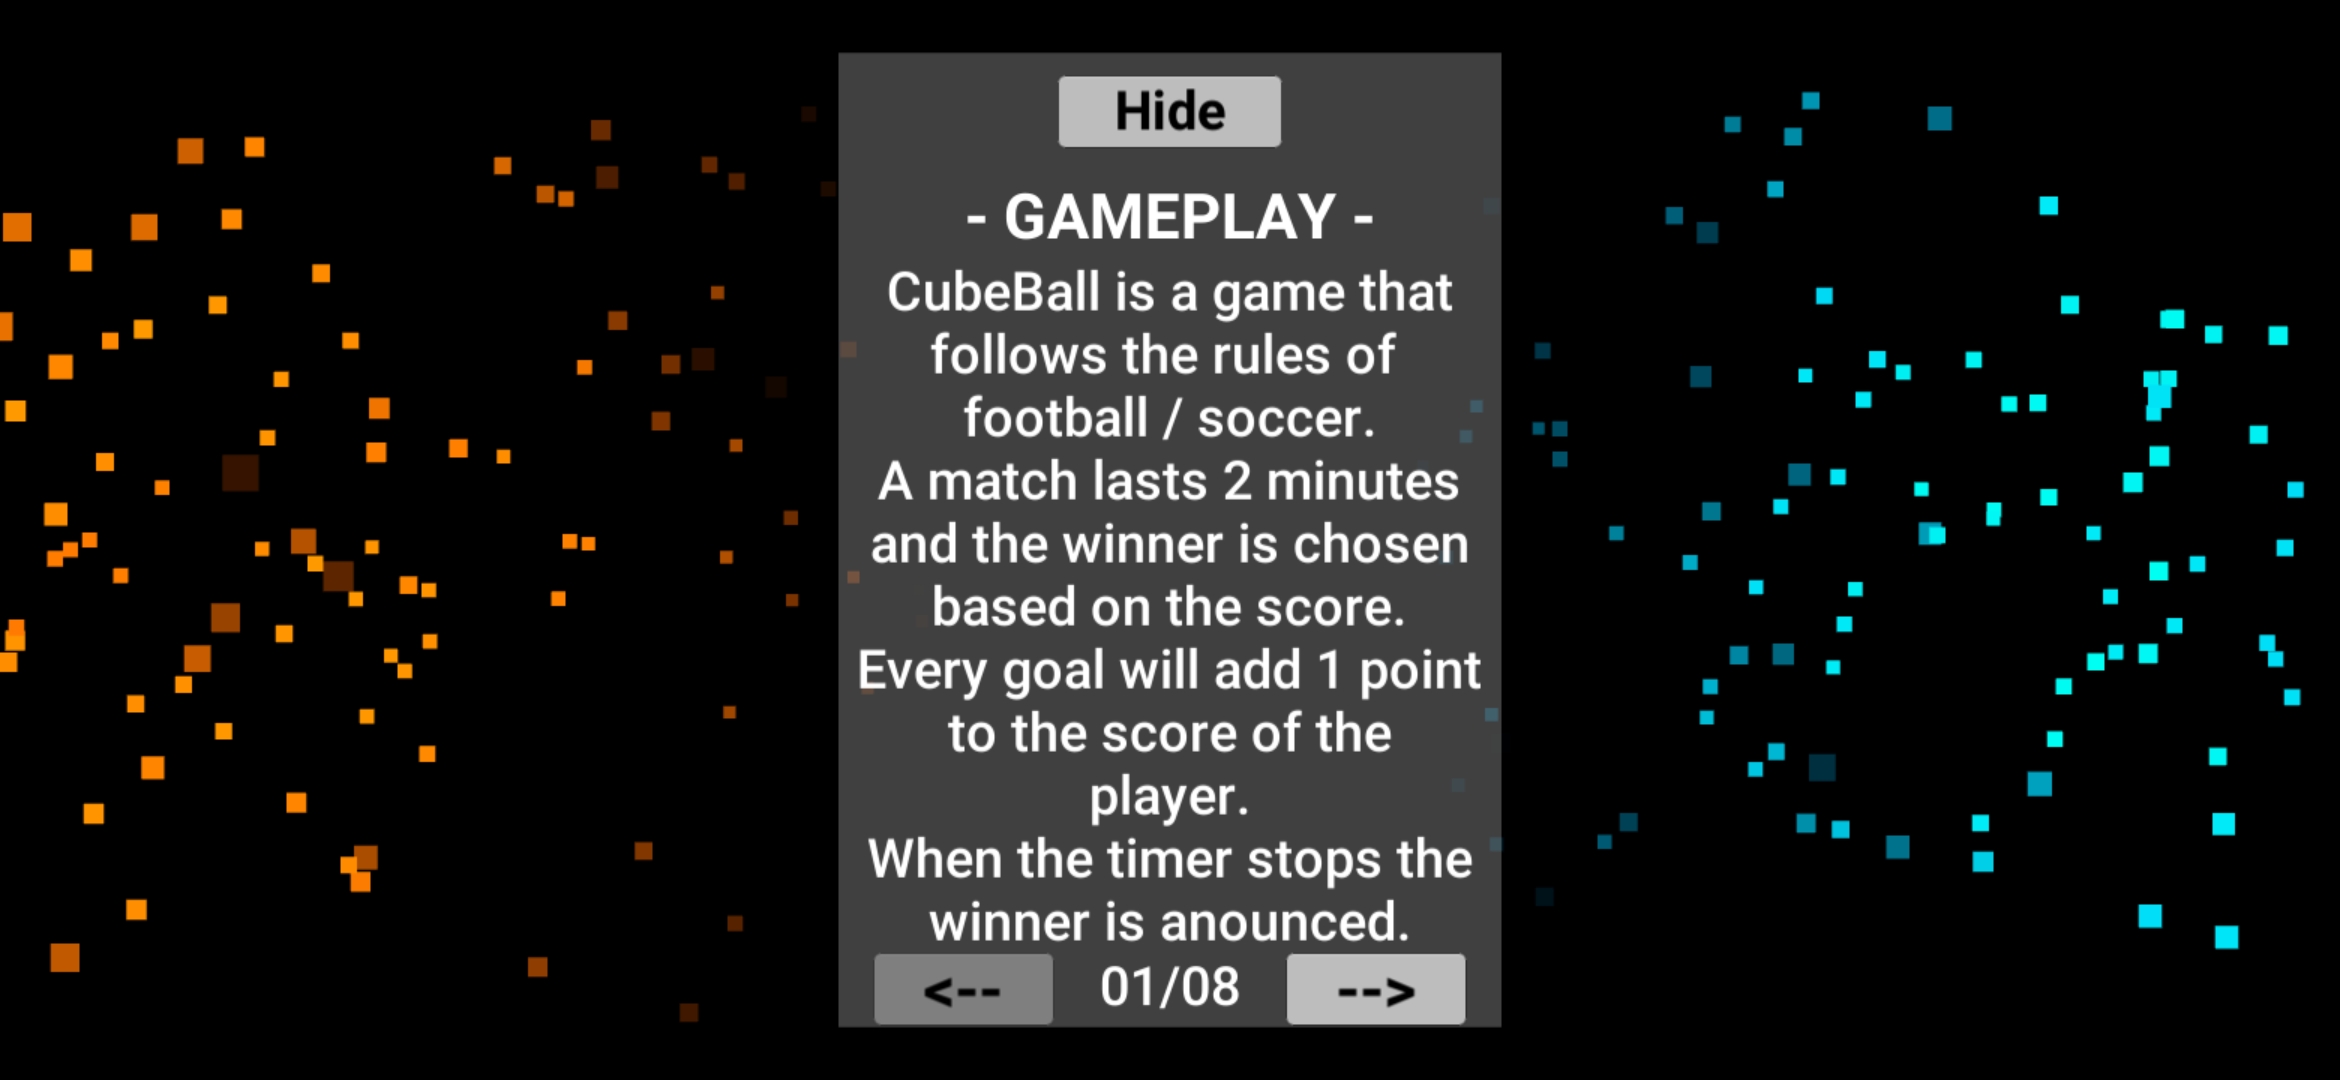 Hide
- GAMEPLAY -
CubeBall is a game that
follows the rules of
football / soccer.
A match lasts 2 minutes
and the winner is chosen
based on the score.
Every goal will add 1 point
to the score of the
player.
When the timer stops the
winner is anounced.
<-- 01/08 -->